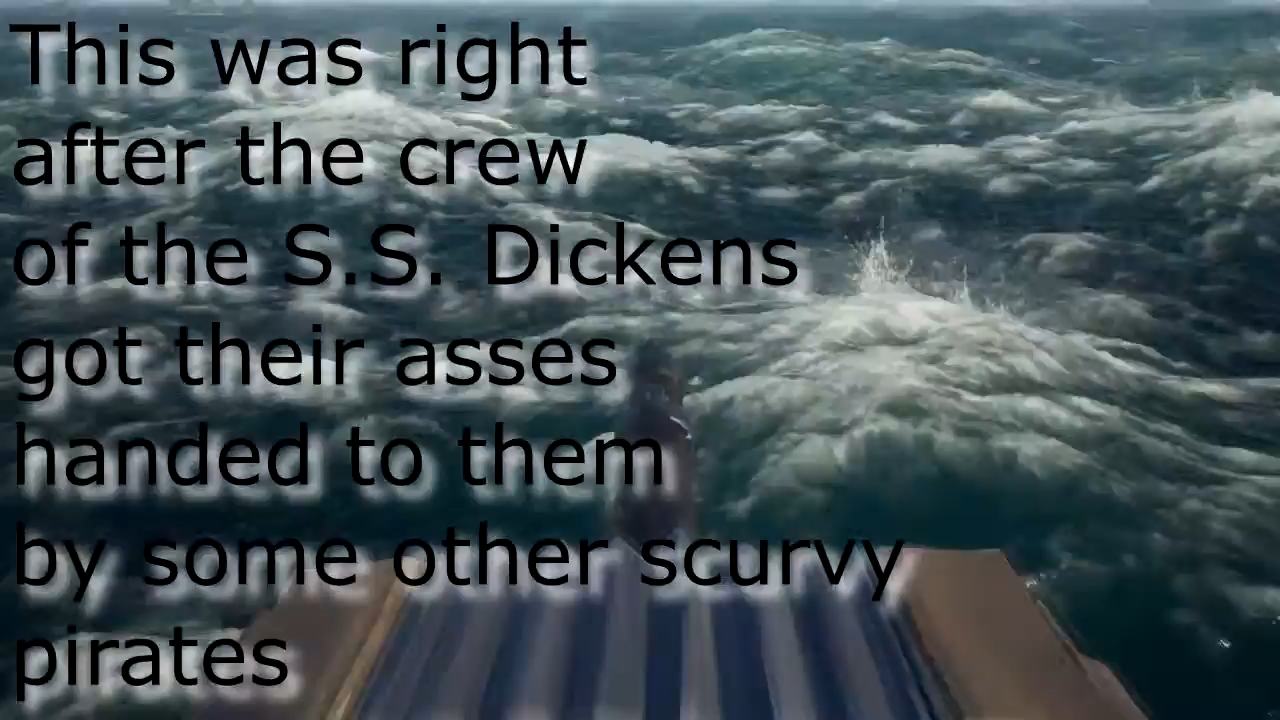 This was right
after the crew
of the S.S. Dickens
got their asses
handed to them
by some other scurvy
pirates